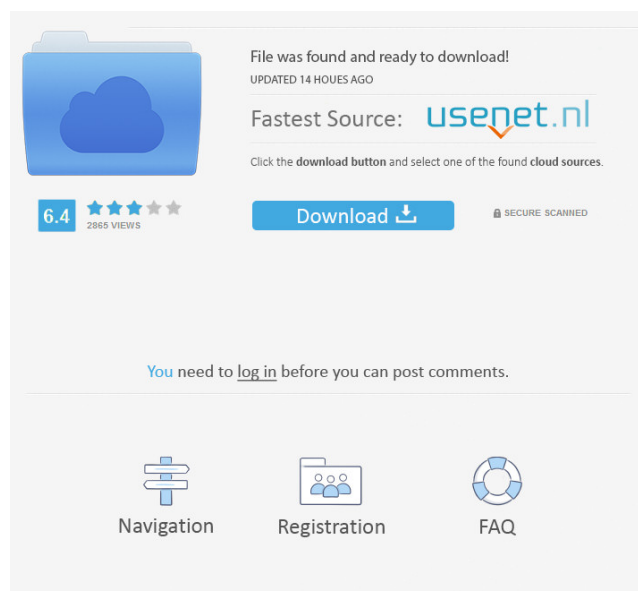 File was found and ready to download!
UPDATED 14 HOUES AGO
Fastest Source: usenet.nl
Click the download button and select one of the found cloud sources.
6.4
2865 VIEWS
Download
SECURE SCANNED
You need to log in before you can post comments.
Navigation
Registration
FAQ